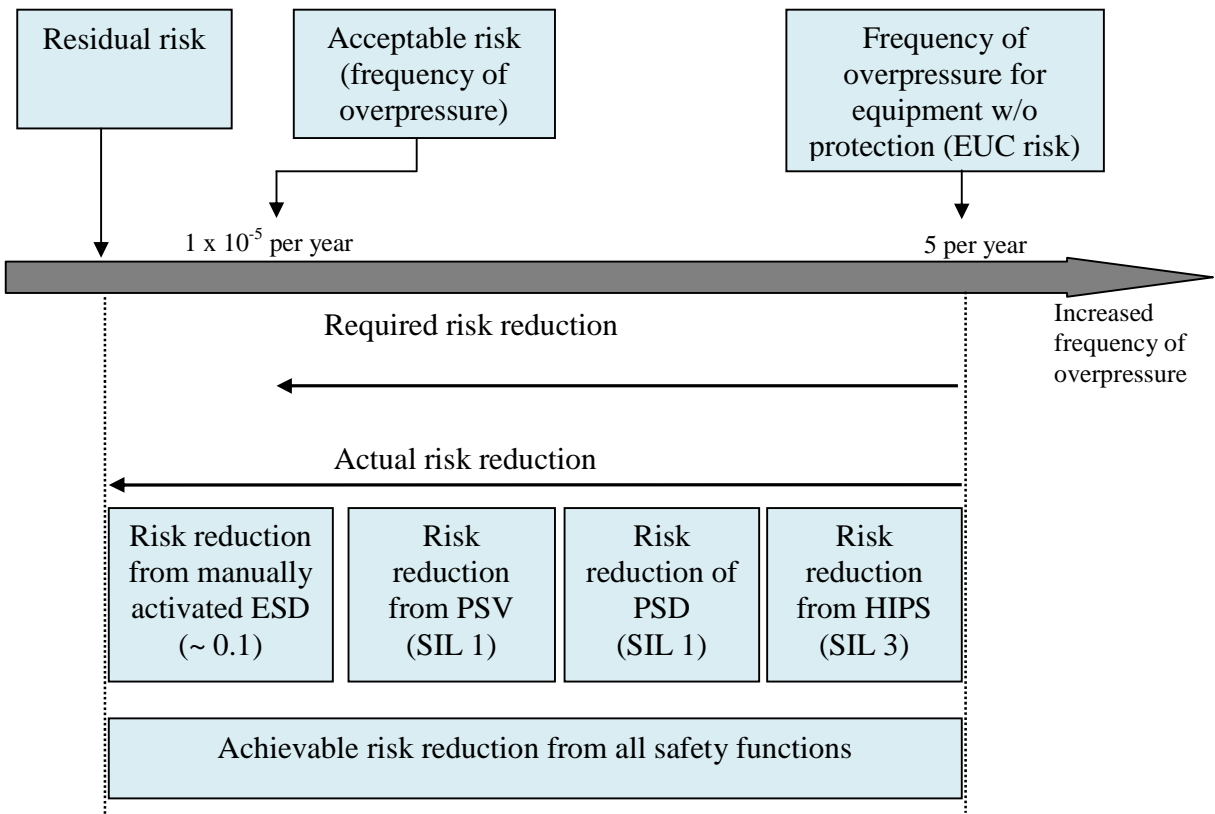 Residual risk
Acceptable risk
(frequency of
overpressure)
Frequency of
overpressure for
equipment w/o
protection (EUC risk)
1 x 10⁻⁵ per year
5 per year
Required risk reduction
Increased
frequency of
overpressure
Actual risk reduction
Risk reduction
from manually
activated ESD
(~ 0.1)
Risk
reduction
from PSV
(SIL 1)
Risk
reduction of
PSD
(SIL 1)
Risk
reduction
from HIPS
(SIL 3)
Achievable risk reduction from all safety functions